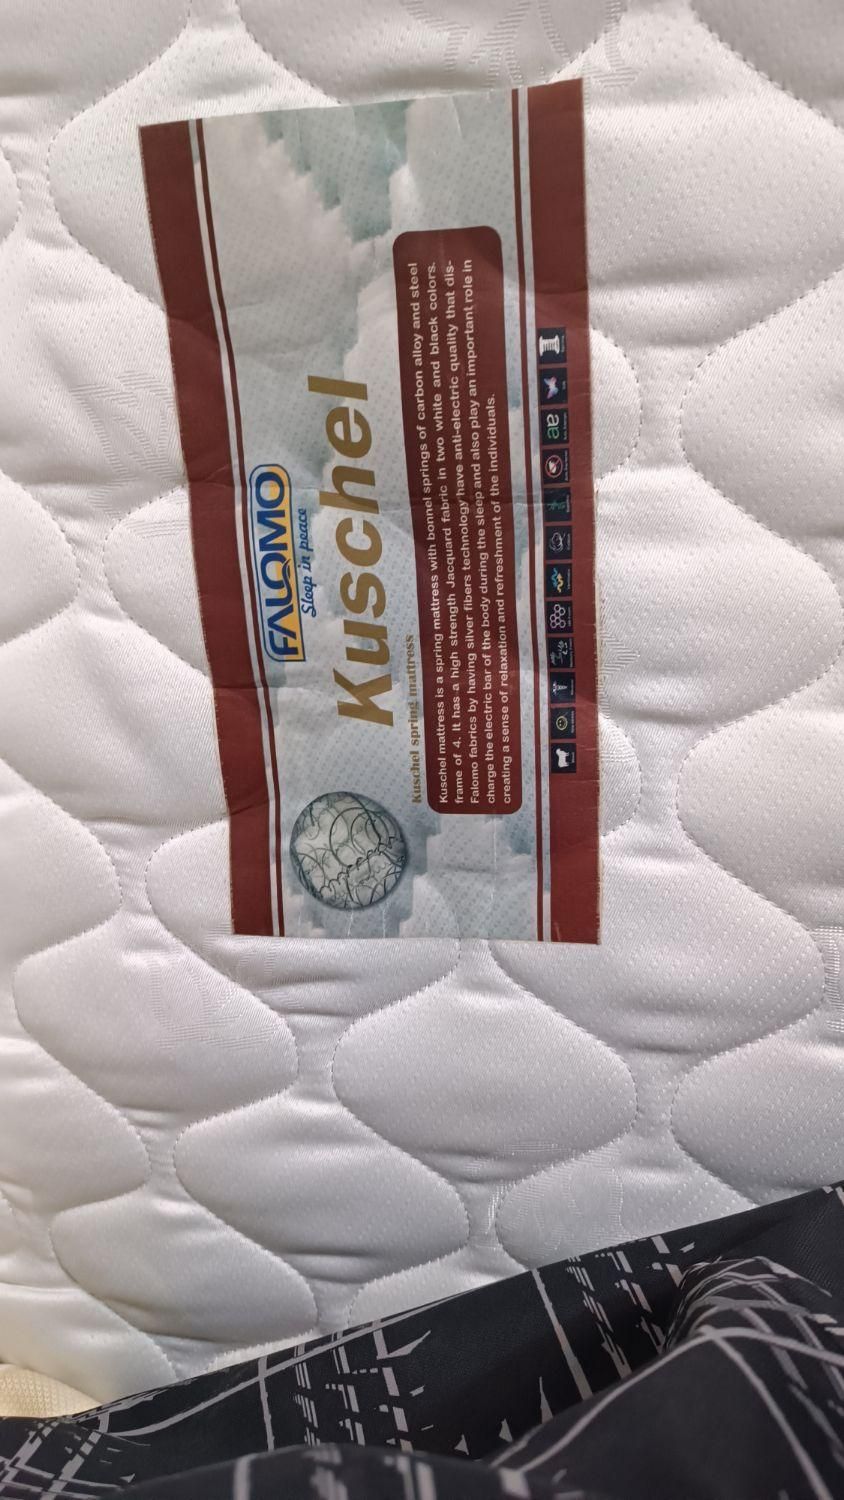 FALOMO
Sleep in peace
Kuschel
Kuschel spring mattress
Kuschel mattress is a spring mattress with bonnel springs of carbon alloy and steel
frame of 4. It has a high strength Jacquard fabric in two white and black colors.
Falomo fabrics by having silver fibers technology have anti-electric quality that dis-
charge the electric bar of the body during the sleep and also play an important role in
creating a sense of relaxation and refreshment of the individuals.